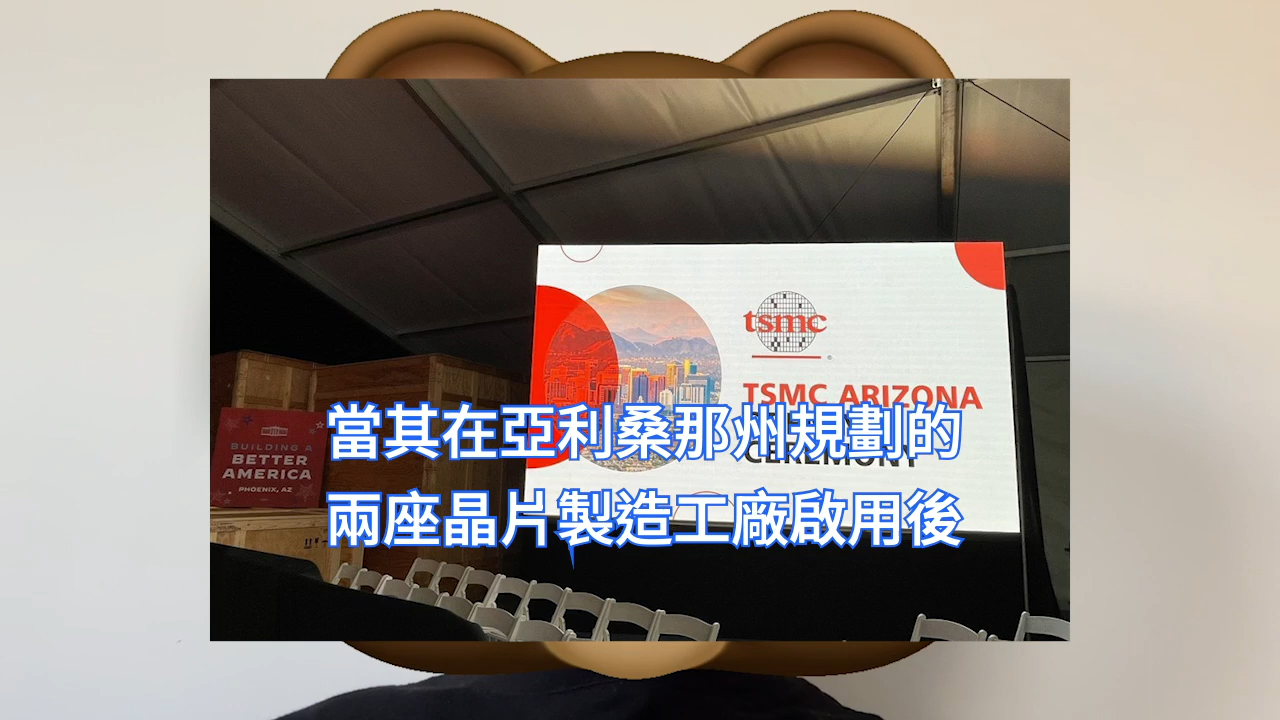 tsmc
TSMC ARIZONA
CEREMONY
BUILDING A
BETTER
AMERICA
PHOENIX, AZ
當其在亞利桑那州規劃的
兩座晶片製造工廠啟用後